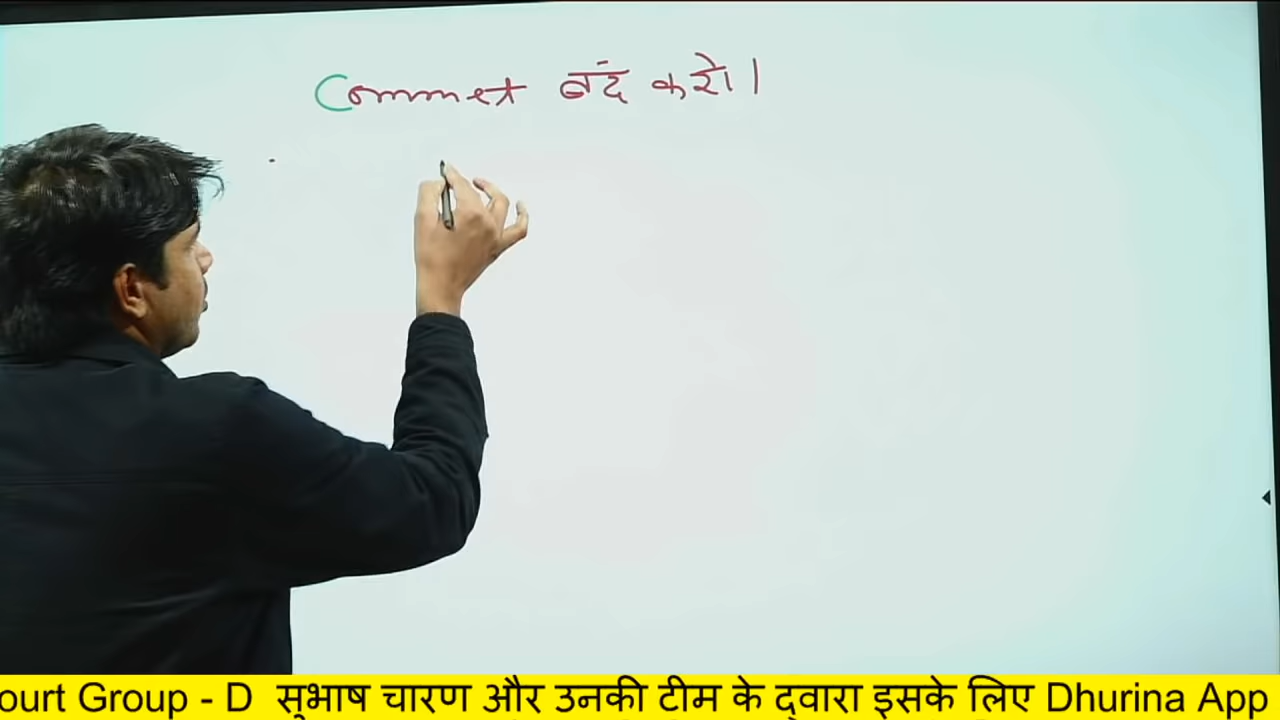 Commet बंद करो।
ourt Group - D सुभाष चारण और उनकी टीम के द्वारा इसके लिए Dhurina App